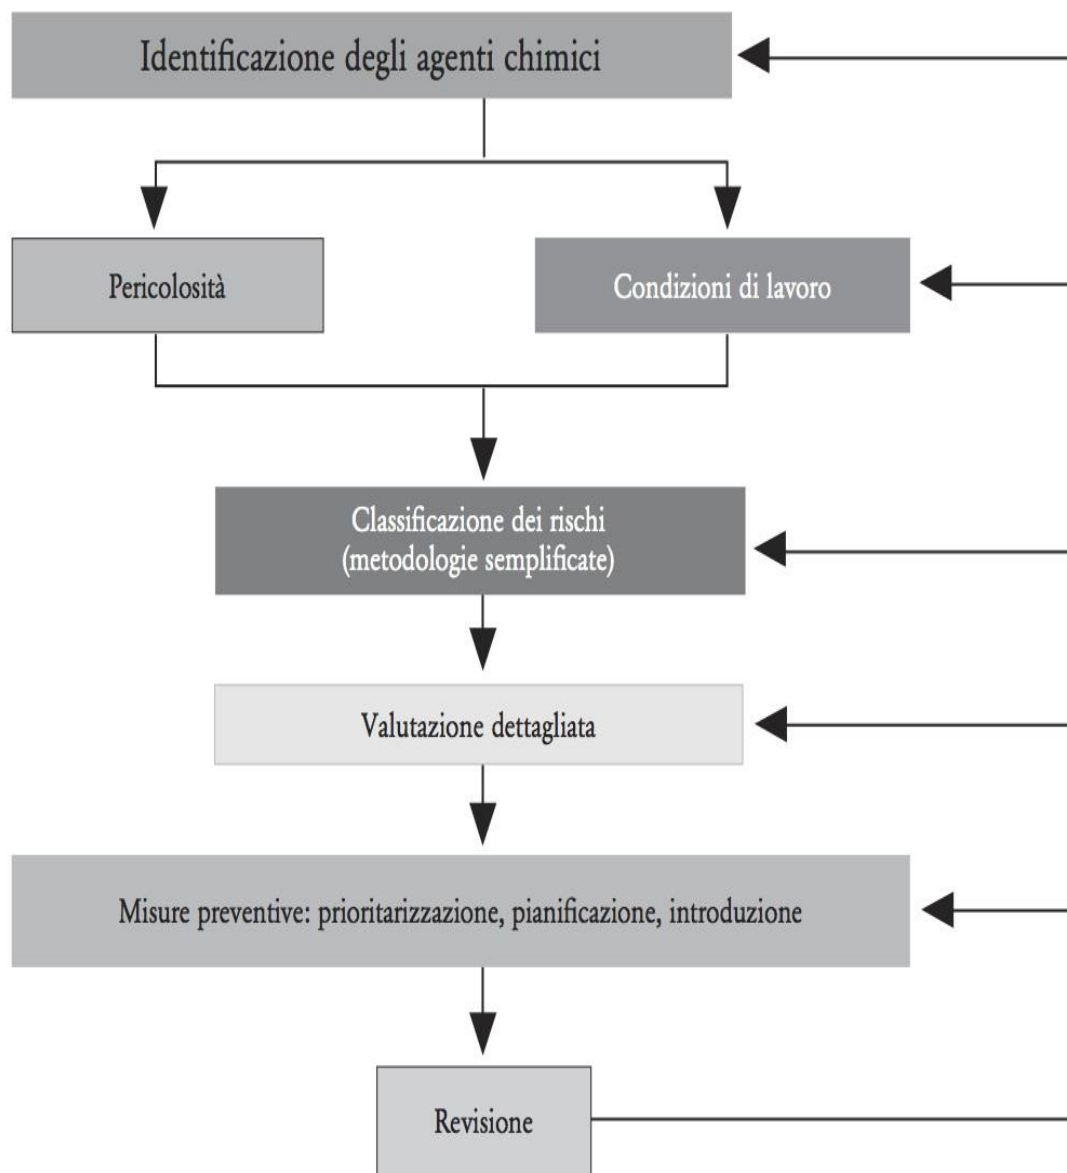 Identificazione degli agenti chimici
Pericolosità
Condizioni di lavoro
Classificazione dei rischi
(metodologie semplificate)
Valutazione dettagliata
Misure preventive: prioritarizzazione, pianificazione, introduzione
Revisione